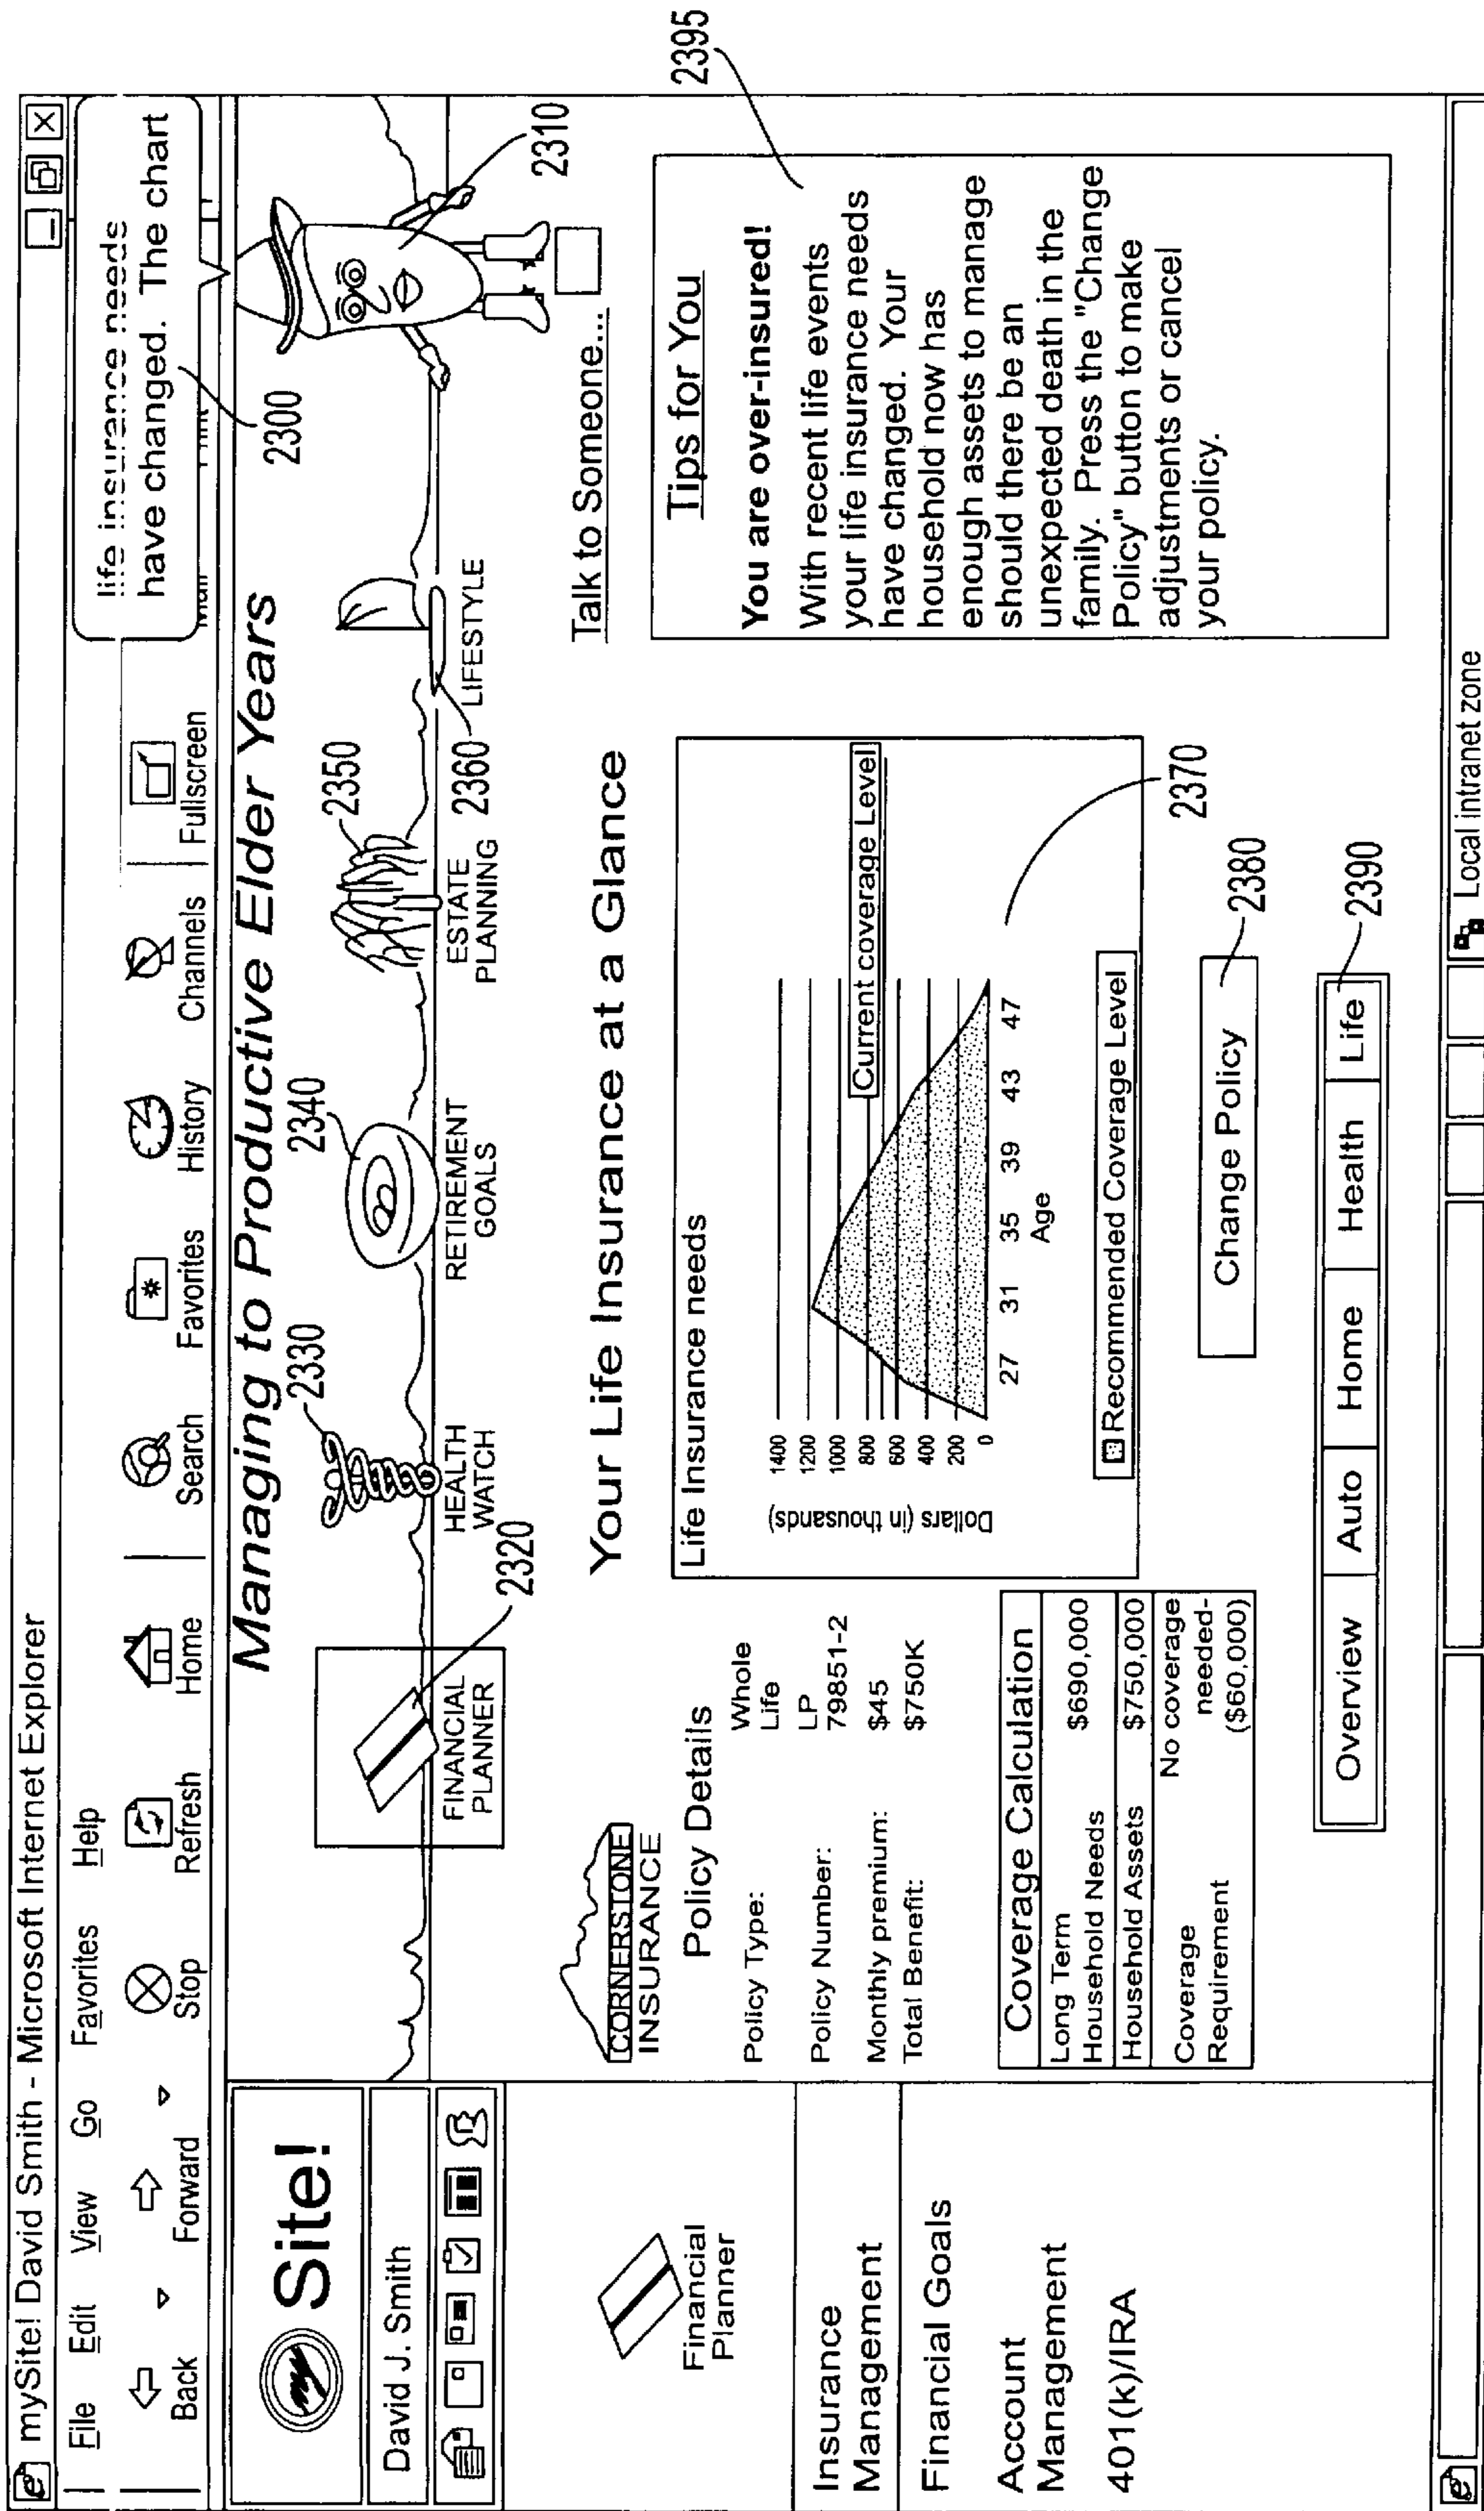 mySite! David Smith - Microsoft Internet Explorer
File Edit View Go Favorites Help
Back Forward Stop Refresh Home Search Favorites History Channels Fullscreen
life insurance needs
have changed. The chart
2300
my Site!
David J. Smith
Managing to Productive Elder Years
FINANCIAL
PLANNER
2320
HEALTH
WATCH
2330
RETIREMENT
GOALS
2340
ESTATE
PLANNING
2350
LIFESTYLE
2360
2310
Talk to Someone...
Financial
Planner
Insurance
Management
Financial Goals
Account
Management
401(k)/IRA
CORNERSTONE
INSURANCE
Your Life Insurance at a Glance
Policy Details
Policy Type: Whole
Life
Policy Number: LP
79851-2
Monthly premium: $45
Total Benefit: $750K
Coverage Calculation
Long Term
Household Needs $690,000
Household Assets $750,000
Coverage
Requirement
No coverage
needed-
($60,000)
Life Insurance needs
Dollars (in thousands)
1400
1200
1000
800
600
400
200
0
Current coverage Level
27 31 35 39 43 47
Age
Recommended Coverage Level
2370
Change Policy
2380
Overview Auto Home Health Life
2390
Tips for You
2395
You are over-insured!
With recent life events
your life insurance needs
have changed. Your
household now has
enough assets to manage
should there be an
unexpected death in the
family. Press the "Change
Policy" button to make
adjustments or cancel
your policy.
Local intranet zone